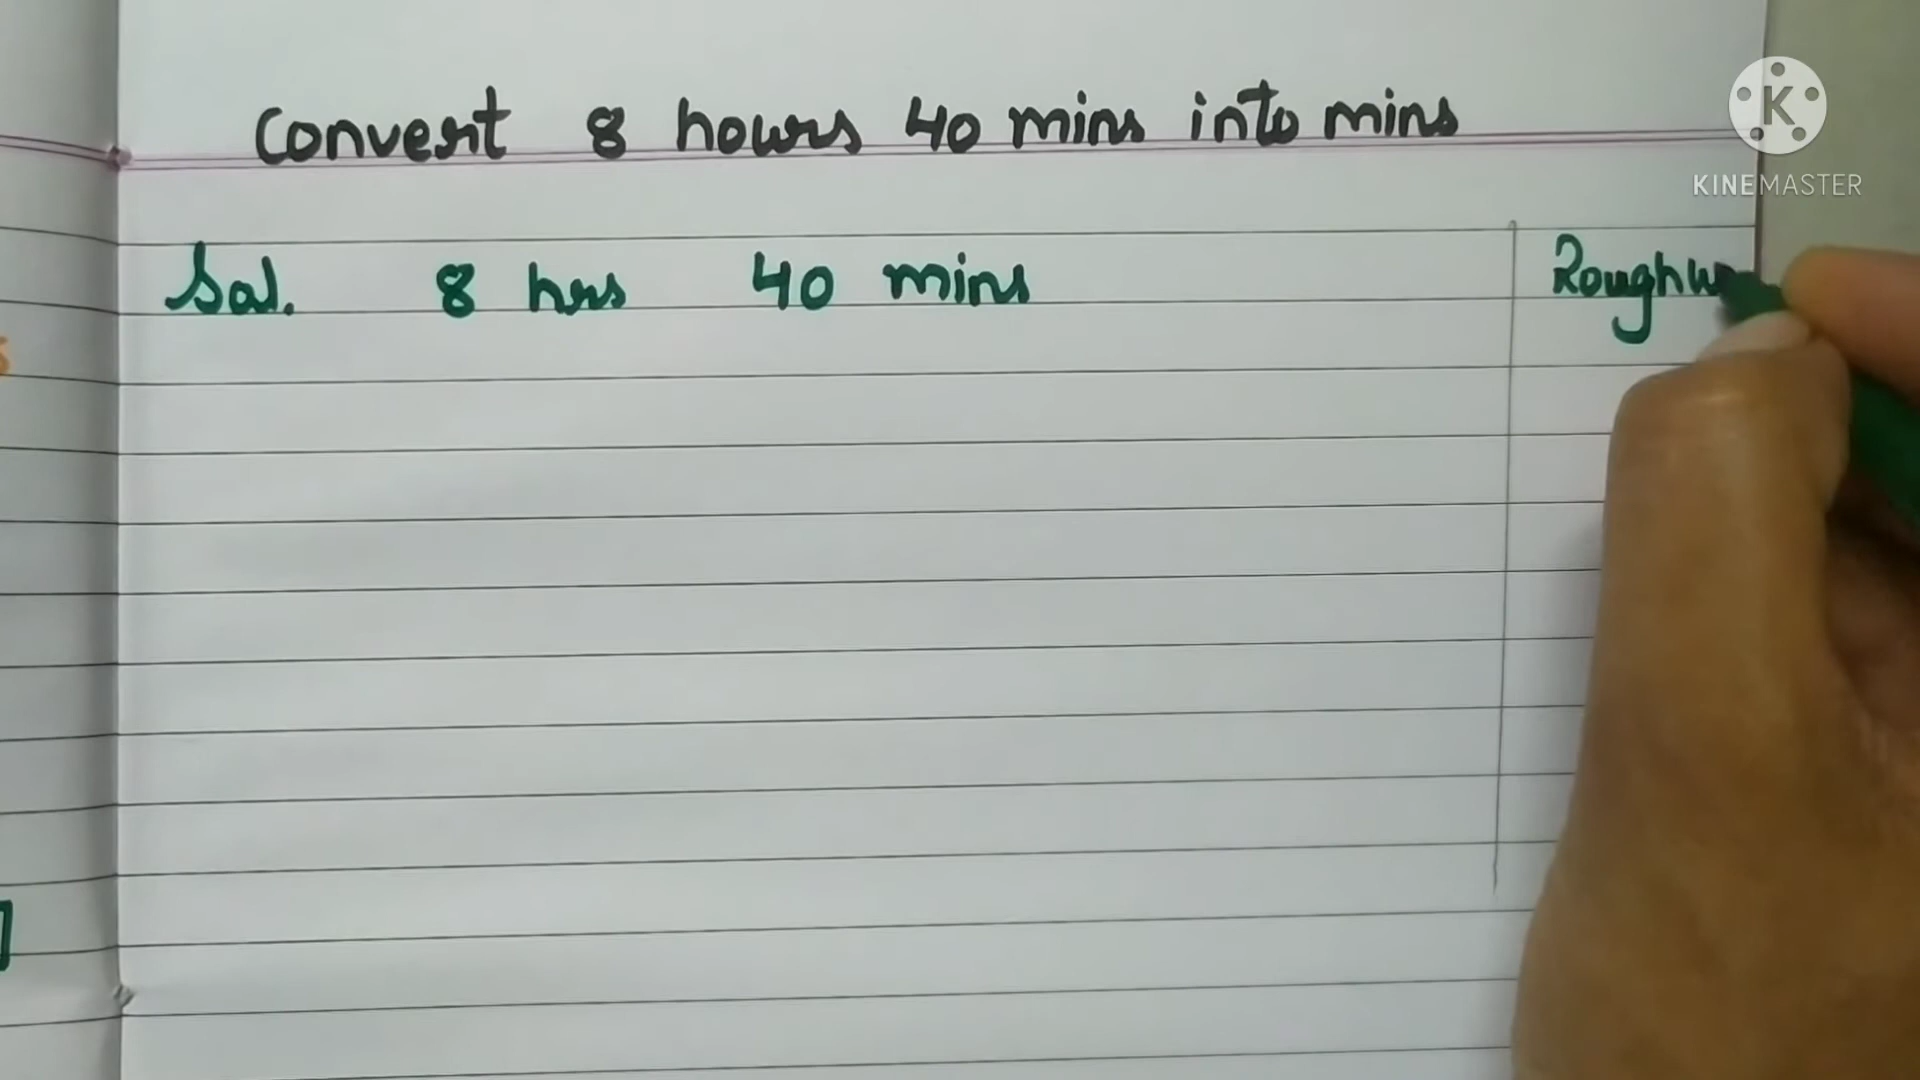 Convert 8 hours 40 mins into mins
KINEMASTER
Sol. 8 hrs 40 mins